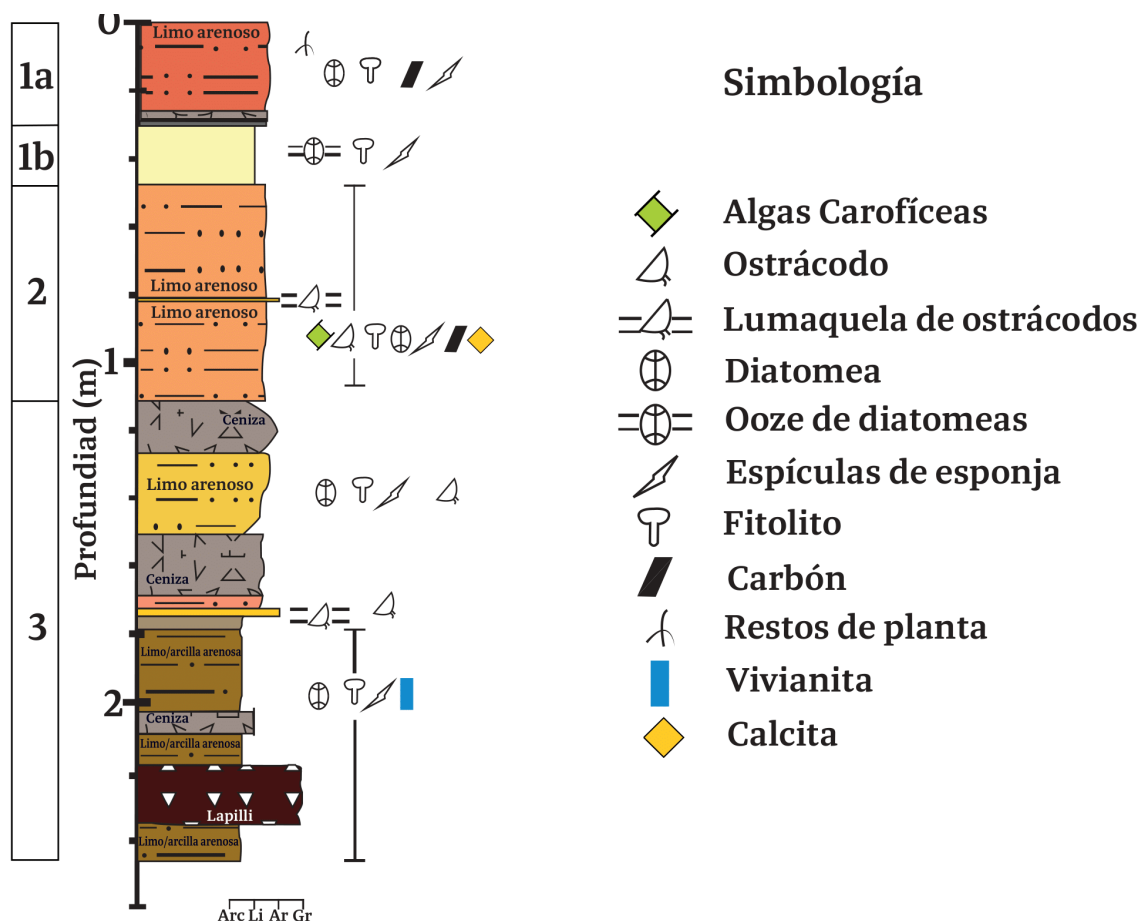 0
Limo arenoso
1a
1b
Limo arenoso
2
Limo arenoso
1
Profundiad (m)
Ceniza
Limo arenoso
Ceniza
3
Limo/arcilla arenosa
2
Ceniza
Limo/arcilla arenosa
Lapilli
Limo/arcilla arenosa
Arc Li Ar Gr
Simbología
Algas Carofíceas
Ostrácodo
Lumaquela de ostrácodos
Diatomea
Ooze de diatomeas
Espículas de esponja
Fitolito
Carbón
Restos de planta
Vivianita
Calcita